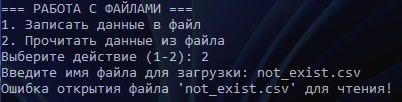 === РАБОТА С ФАЙЛАМИ ===
1. Записать данные в файл
2. Прочитать данные из файла
Выберите действие (1-2): 2
Введите имя файла для загрузки: not_exist.csv
Ошибка открытия файла 'not_exist.csv' для чтения!